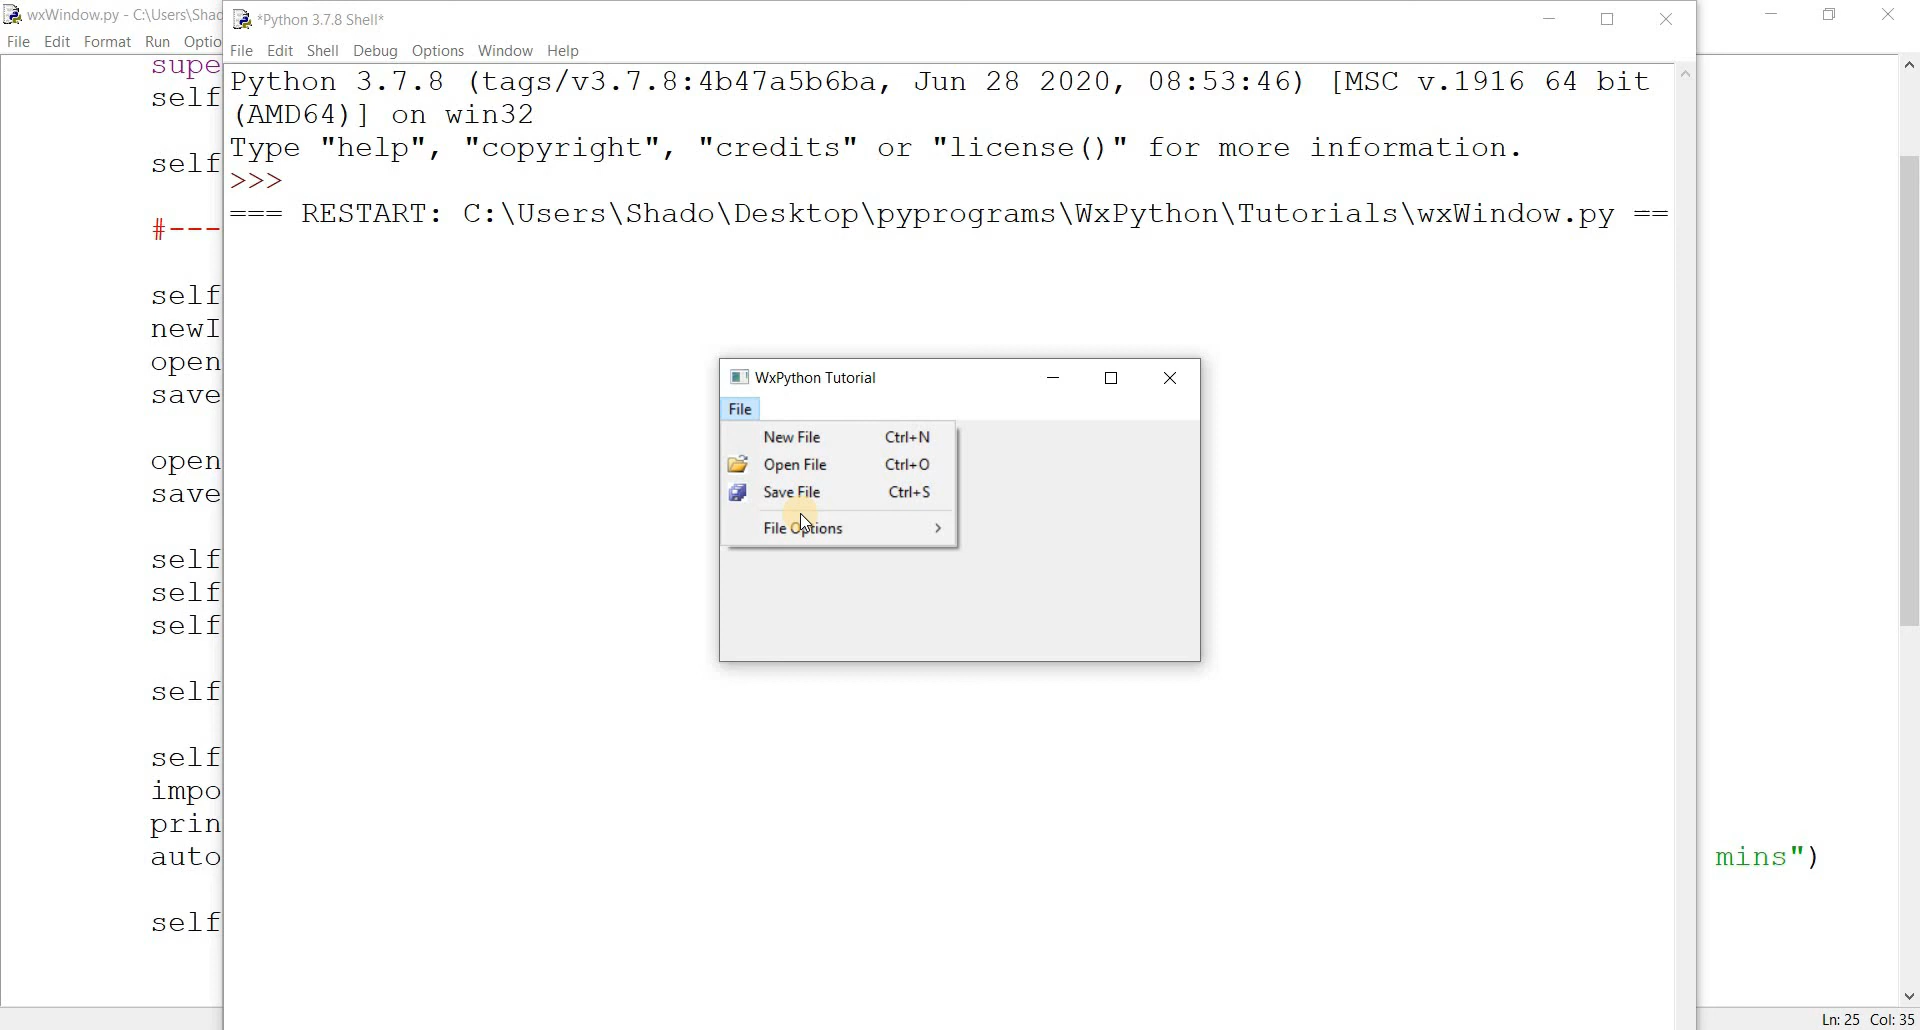 wxWindow.py - C:\Users\Shad
File Edit Format Run Optio
supe
self
self
#---
self
newI
open
save
open
save
self
self
self
self
self
impo
prin
auto
self
*Python 3.7.8 Shell*
File Edit Shell Debug Options Window Help
Python 3.7.8 (tags/v3.7.8:4b47a5b6ba, Jun 28 2020, 08:53:46) [MSC v.1916 64 bit
(AMD64)] on win32
Type "help", "copyright", "credits" or "license()" for more information.
>>>
=== RESTART: C:\Users\Shado\Desktop\pyprograms\WxPython\Tutorials\wxWindow.py ==
WxPython Tutorial
File
New File Ctrl+N
Open File Ctrl+O
Save File Ctrl+S
File Options >
mins")
Ln: 25 Col: 35